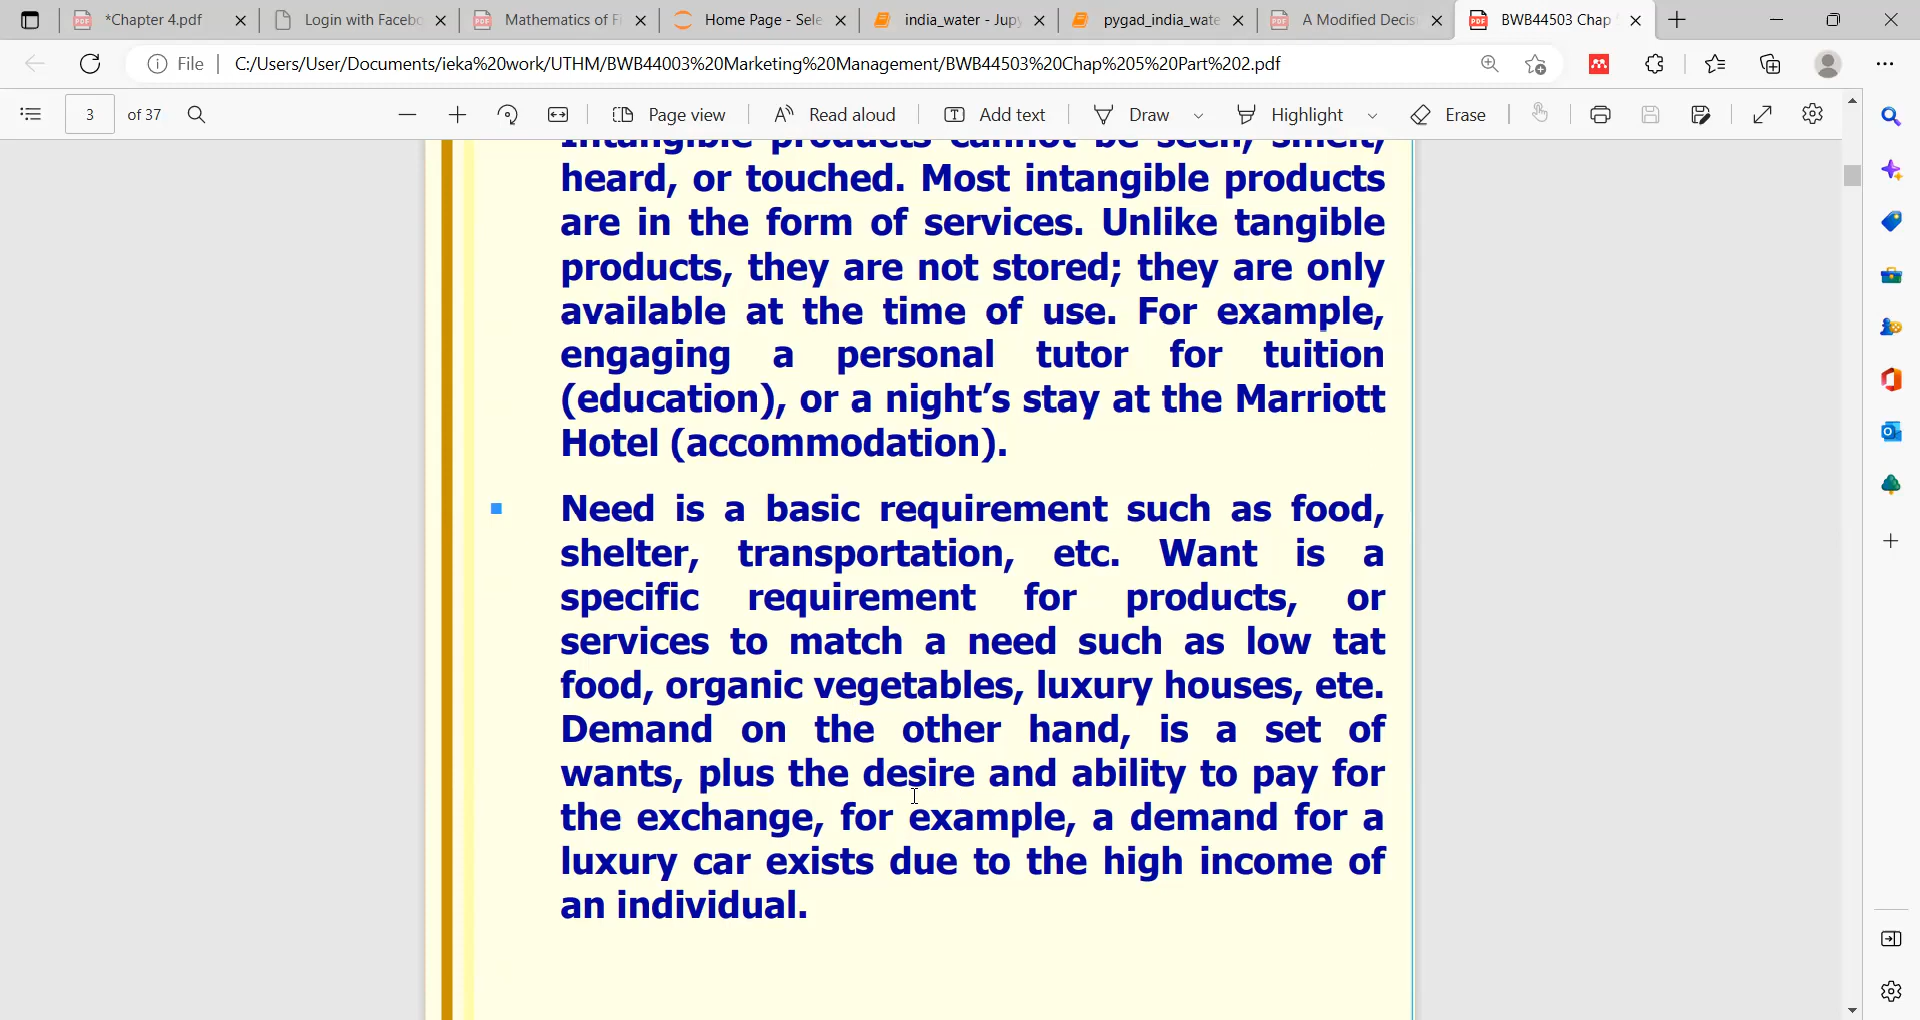 *Chapter 4.pdf
Login with Facebo
Mathematics of F
Home Page - Sele
india_water - Jupy
pygad_india_wate
A Modified Decis
BWB44503 Chap
File
C:/Users/User/Documents/ieka%20work/UTHM/BWB44003%20Marketing%20Management/BWB44503%20Chap%205%20Part%202.pdf
3 of 37
Page view
Read aloud
Add text
Draw
Highlight
Erase
Intangible products cannot be seen, smelt,
heard, or touched. Most intangible products
are in the form of services. Unlike tangible
products, they are not stored; they are only
available at the time of use. For example,
engaging a personal tutor for tuition
(education), or a night’s stay at the Marriott
Hotel (accommodation).
Need is a basic requirement such as food,
shelter, transportation, etc. Want is a
specific requirement for products, or
services to match a need such as low tat
food, organic vegetables, luxury houses, ete.
Demand on the other hand, is a set of
wants, plus the desire and ability to pay for
the exchange, for example, a demand for a
luxury car exists due to the high income of
an individual.